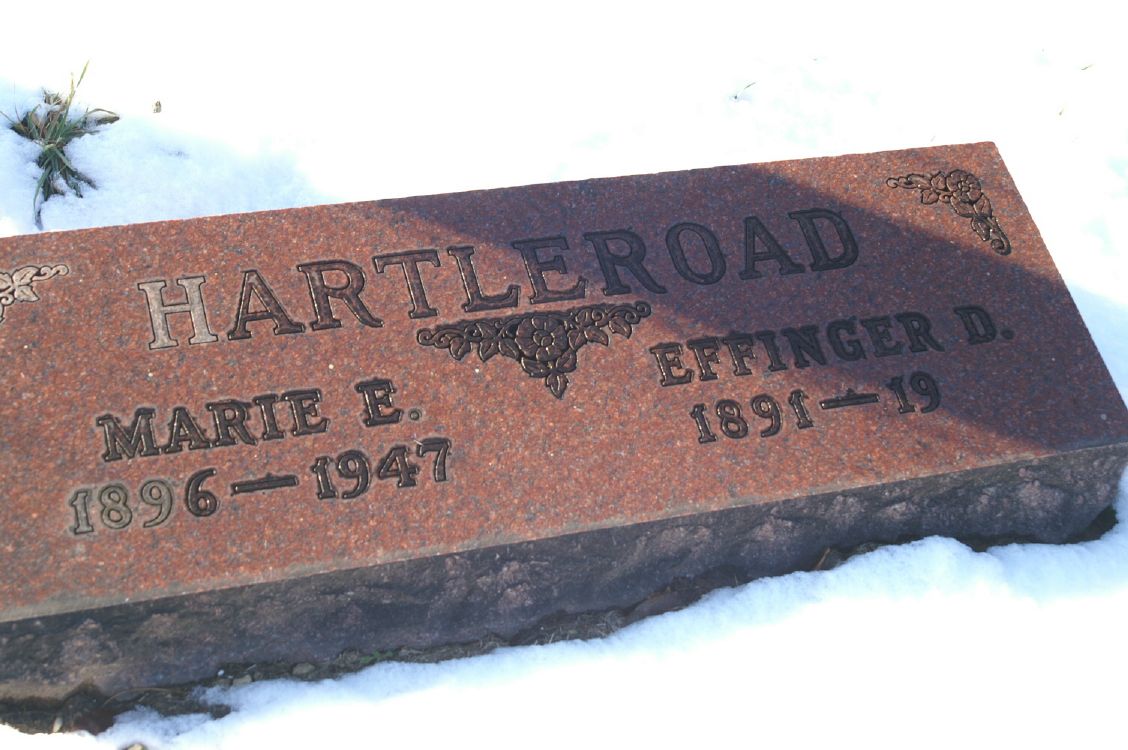 HARTLEROAD
MARIE E.
1896 — 1947
EFFINGER D.
1891 — 19